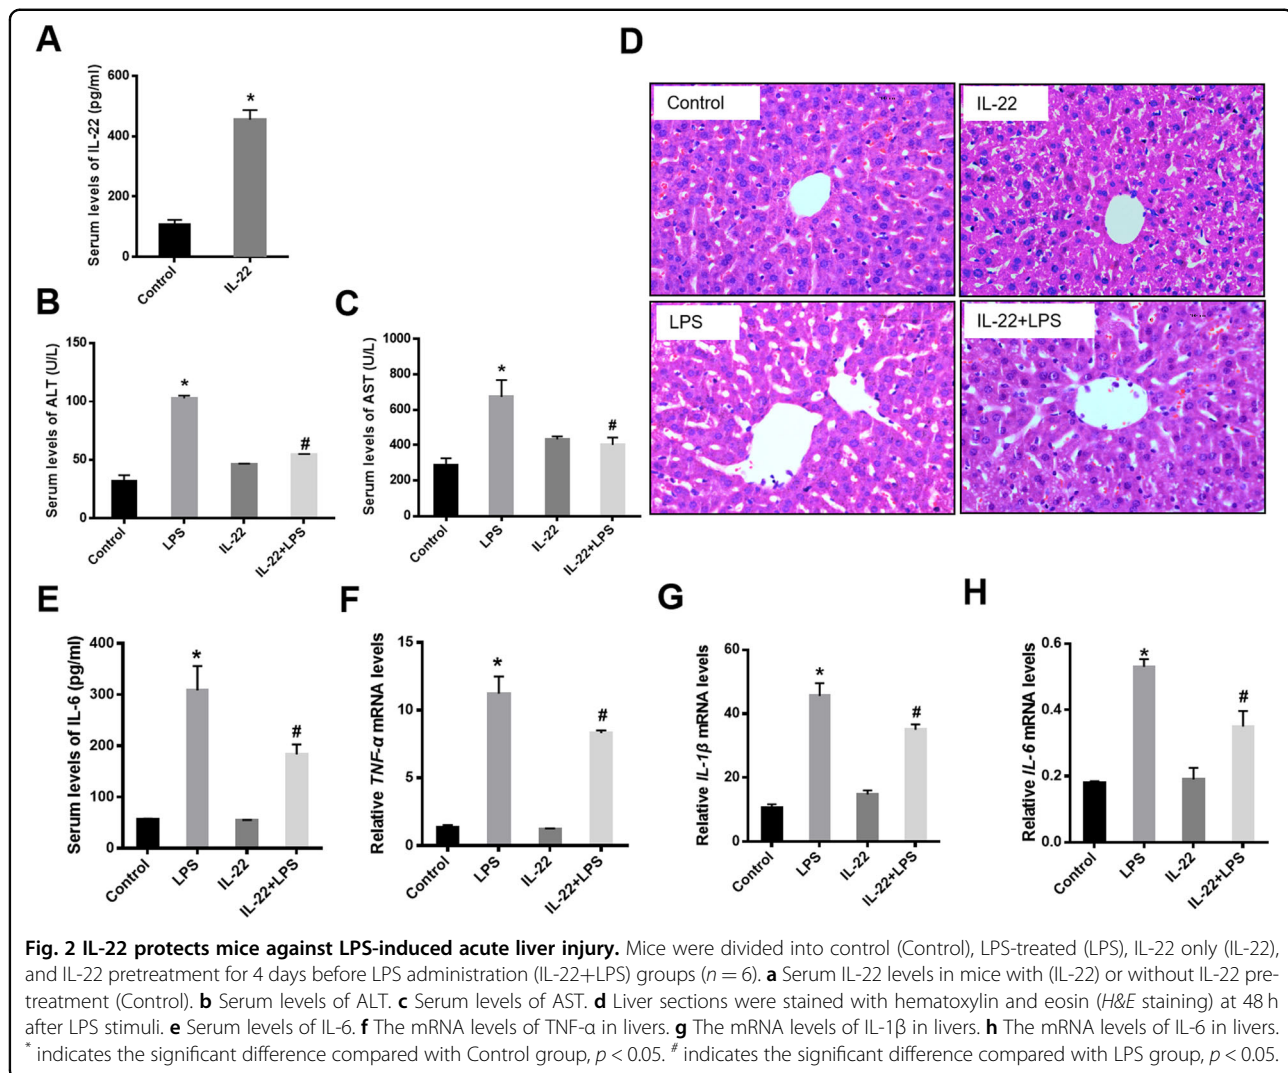 A
Serum levels of IL-22 (pg/ml)
600
400
200
0
*
Control
IL-22
B
Serum levels of ALT (U/L)
150
100
50
0
*
#
Control
LPS
IL-22
IL-22+LPS
C
Serum levels of AST (U/L)
1000
800
600
400
200
0
*
#
Control
LPS
IL-22
IL-22+LPS
D
Control
IL-22
LPS
IL-22+LPS
E
Serum levels of IL-6 (pg/ml)
400
300
200
100
0
*
#
Control
LPS
IL-22
IL-22+LPS
F
Relative TNF-α mRNA levels
15
10
5
0
*
#
Control
LPS
IL-22
IL-22+LPS
G
Relative IL-1β mRNA levels
60
40
20
0
*
#
Control
LPS
IL-22
IL-22+LPS
H
Relative IL-6 mRNA levels
0.6
0.4
0.2
0.0
*
#
Control
LPS
IL-22
IL-22+LPS
Fig. 2 IL-22 protects mice against LPS-induced acute liver injury. Mice were divided into control (Control), LPS-treated (LPS), IL-22 only (IL-22),
and IL-22 pretreatment for 4 days before LPS administration (IL-22+LPS) groups (n = 6). a Serum IL-22 levels in mice with (IL-22) or without IL-22 pre-
treatment (Control). b Serum levels of ALT. c Serum levels of AST. d Liver sections were stained with hematoxylin and eosin (H&E staining) at 48 h
after LPS stimuli. e Serum levels of IL-6. f The mRNA levels of TNF-α in livers. g The mRNA levels of IL-1β in livers. h The mRNA levels of IL-6 in livers.
* indicates the significant difference compared with Control group, p < 0.05. # indicates the significant difference compared with LPS group, p < 0.05.